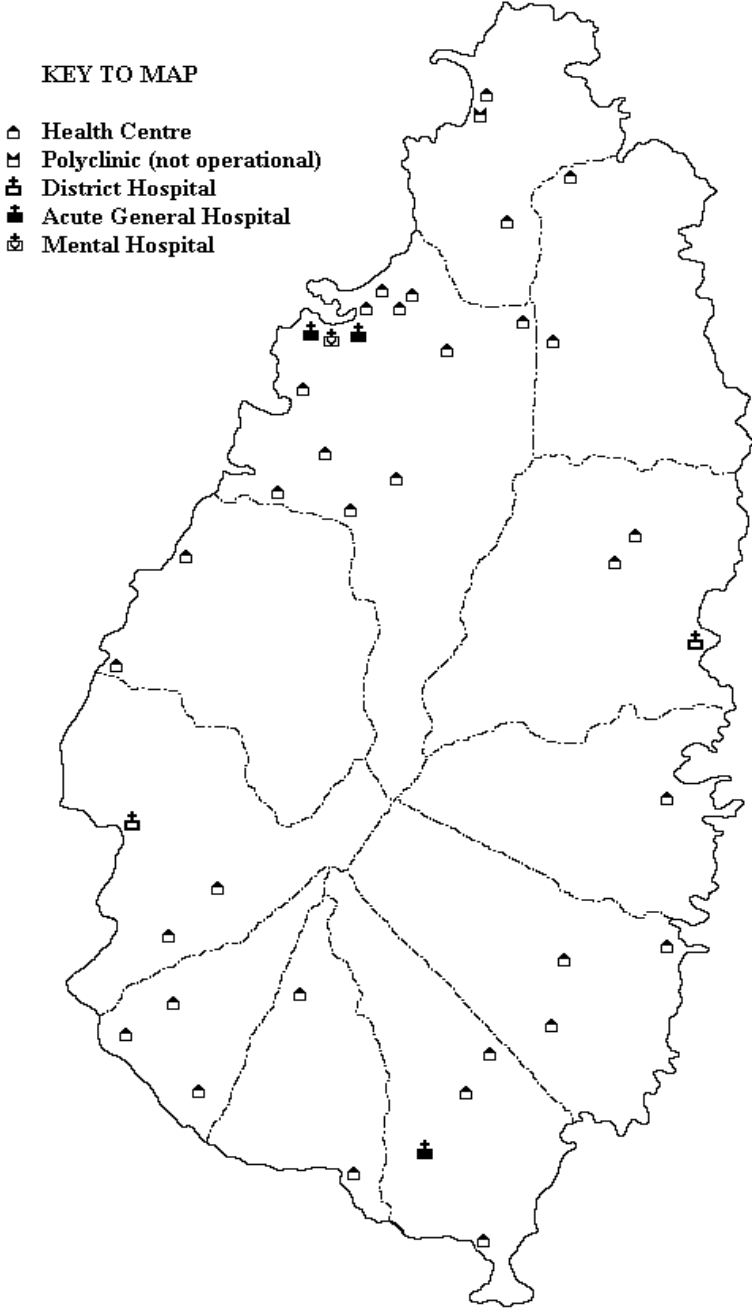 KEY TO MAP
Health Centre
Polyclinic (not operational)
District Hospital
Acute General Hospital
Mental Hospital